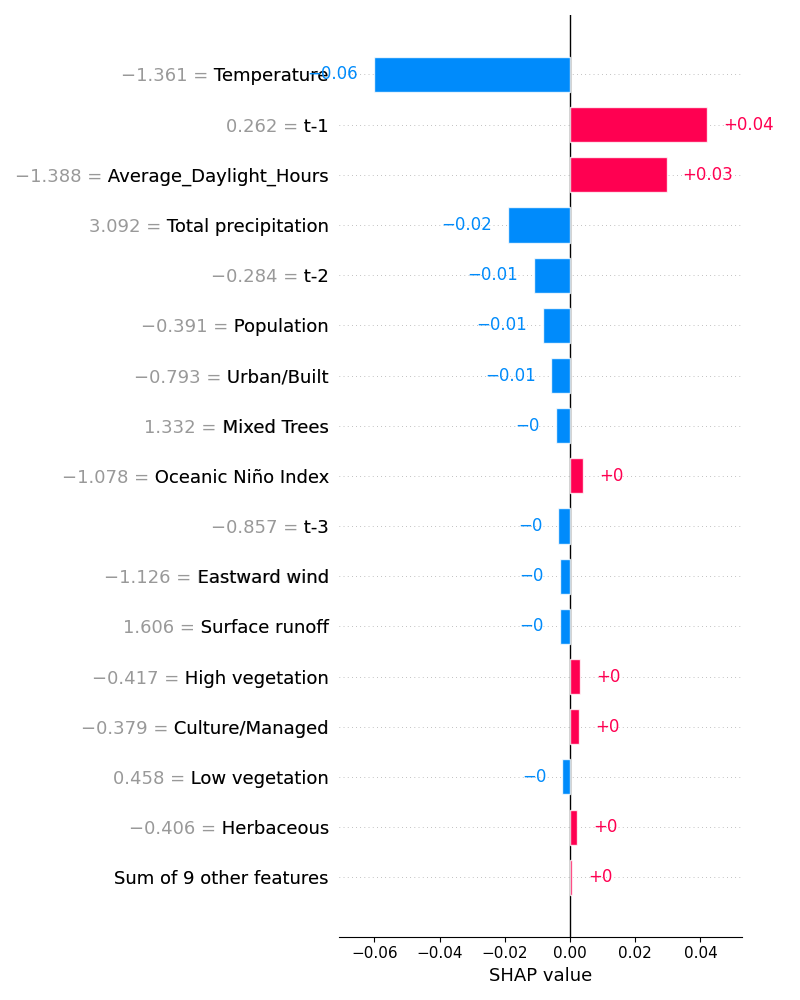 −1.361 = Temperature −0.06
0.262 = t-1 +0.04
−1.388 = Average_Daylight_Hours +0.03
3.092 = Total precipitation −0.02
−0.284 = t-2 −0.01
−0.391 = Population −0.01
−0.793 = Urban/Built −0.01
1.332 = Mixed Trees −0
−1.078 = Oceanic Niño Index +0
−0.857 = t-3 −0
−1.126 = Eastward wind −0
1.606 = Surface runoff −0
−0.417 = High vegetation +0
−0.379 = Culture/Managed +0
0.458 = Low vegetation −0
−0.406 = Herbaceous +0
Sum of 9 other features +0
−0.06 −0.04 −0.02 0.00 0.02 0.04
SHAP value